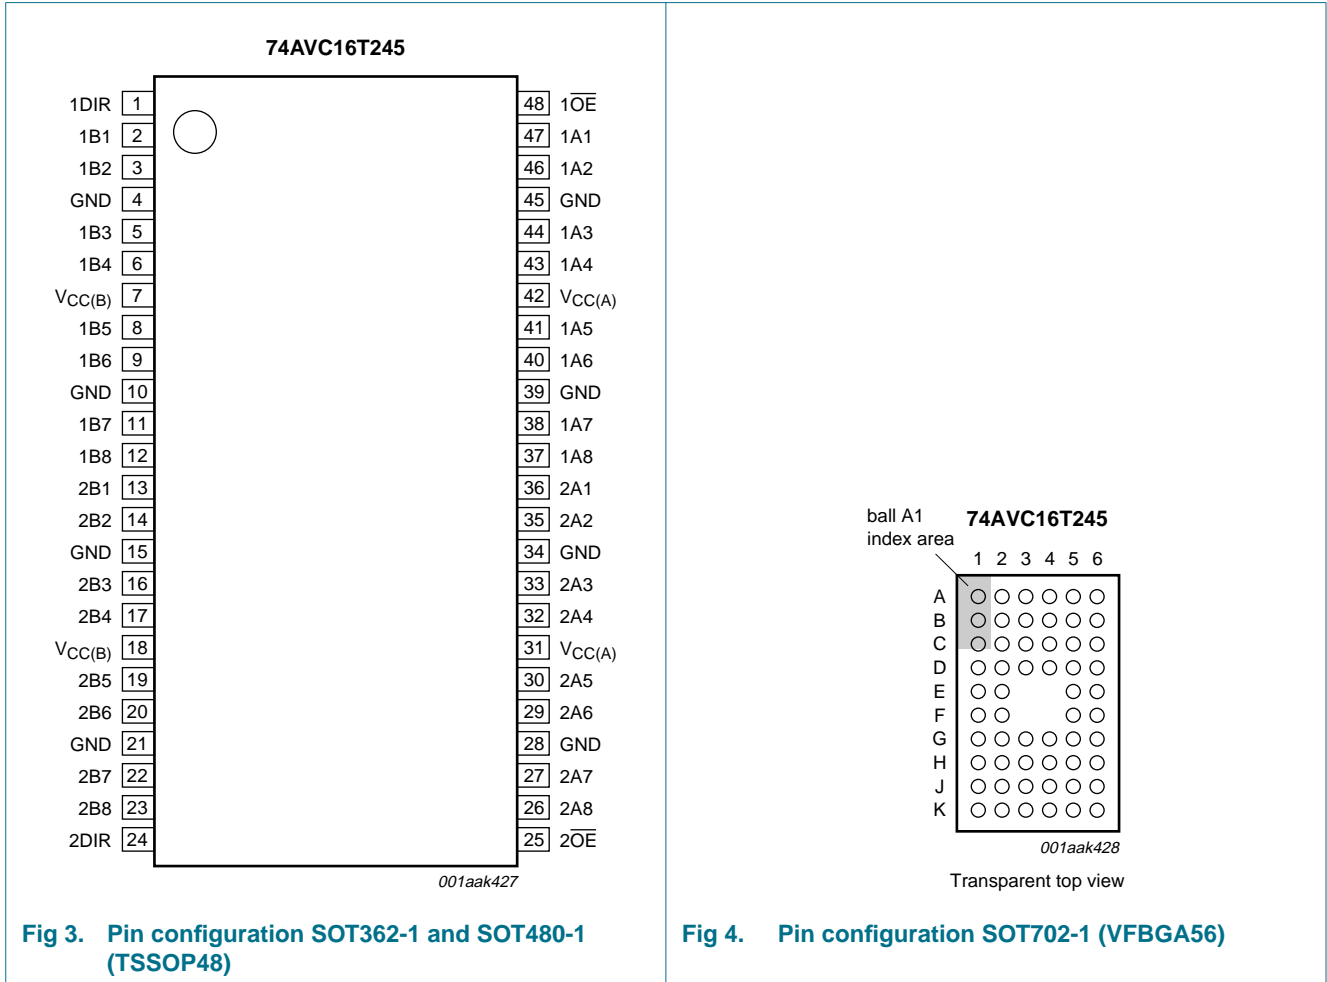 74AVC16T245
1DIR 1 48 1OE
1B1 2 47 1A1
1B2 3 46 1A2
GND 4 45 GND
1B3 5 44 1A3
1B4 6 43 1A4
VCC(B) 7 42 VCC(A)
1B5 8 41 1A5
1B6 9 40 1A6
GND 10 39 GND
1B7 11 38 1A7
1B8 12 37 1A8
2B1 13 36 2A1
2B2 14 35 2A2
GND 15 34 GND
2B3 16 33 2A3
2B4 17 32 2A4
VCC(B) 18 31 VCC(A)
2B5 19 30 2A5
2B6 20 29 2A6
GND 21 28 GND
2B7 22 27 2A7
2B8 23 26 2A8
2DIR 24 25 2OE
001aak427
Fig 3. Pin configuration SOT362-1 and SOT480-1
(TSSOP48)
ball A1
index area
74AVC16T245
1 2 3 4 5 6
A
B
C
D
E
F
G
H
J
K
001aak428
Transparent top view
Fig 4. Pin configuration SOT702-1 (VFBGA56)